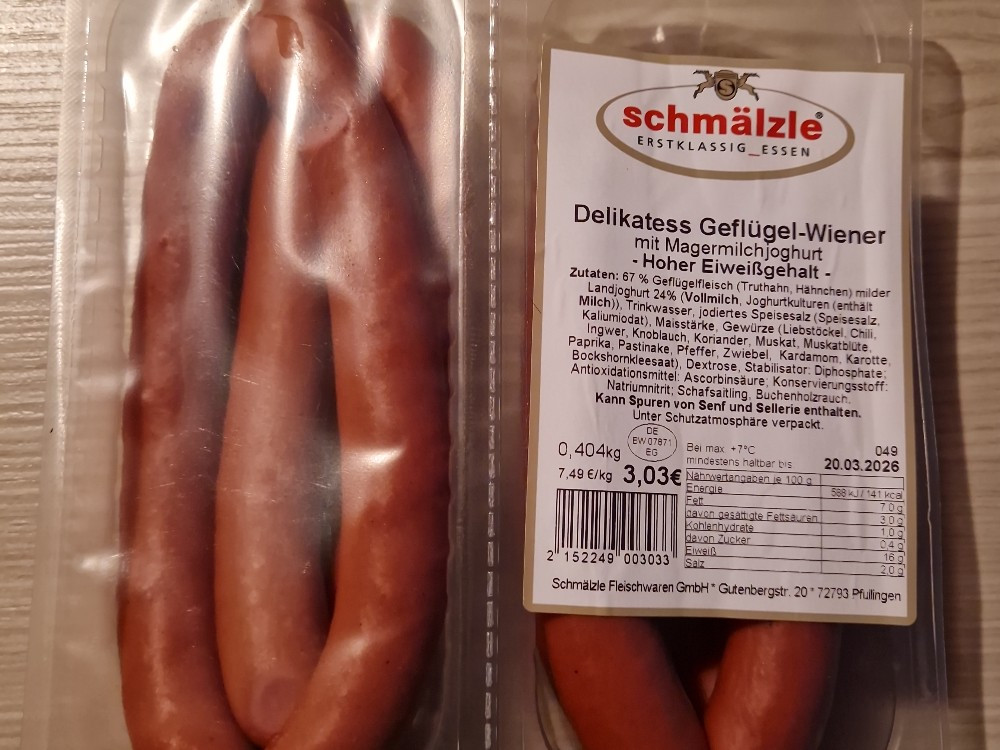 S
schmälzle®
ERSTKLASSIG_ESSEN
Delikatess Geflügel-Wiener
mit Magermilchjoghurt
- Hoher Eiweißgehalt -
Zutaten: 67 % Geflügelfleisch (Truthahn, Hähnchen) milder
Landjoghurt 24% (Vollmilch, Joghurtkulturen (enthält
Milch)), Trinkwasser, jodiertes Speisesalz (Speisesalz,
Kaliumiodat), Maisstärke, Gewürze (Liebstöckel, Chili,
Ingwer, Knoblauch, Koriander, Muskat, Muskatblüte,
Paprika, Pastinake, Pfeffer, Zwiebel, Kardamom, Karotte,
Bockshornkleesaat), Dextrose, Stabilisator: Diphosphate;
Antioxidationsmittel: Ascorbinsäure; Konservierungsstoff:
Natriumnitrit; Schafsaitling, Buchenholzrauch.
Kann Spuren von Senf und Sellerie enthalten.
Unter Schutzatmosphäre verpackt.
DE
BW 07871
EG
0,404kg
7,49 €/kg 3,03€
Bei max +7°C 049
mindestens haltbar bis 20.03.2026
Nährwertangaben je 100 g
Energie 588 kJ / 141 kcal
Fett 7,0 g
davon gesättigte Fettsäuren 3,0 g
Kohlenhydrate 1,0 g
davon Zucker 0,4 g
Eiweiß 16 g
Salz 2,0 g
2 152249 003033
Schmälzle Fleischwaren GmbH * Gutenbergstr. 20 * 72793 Pfullingen